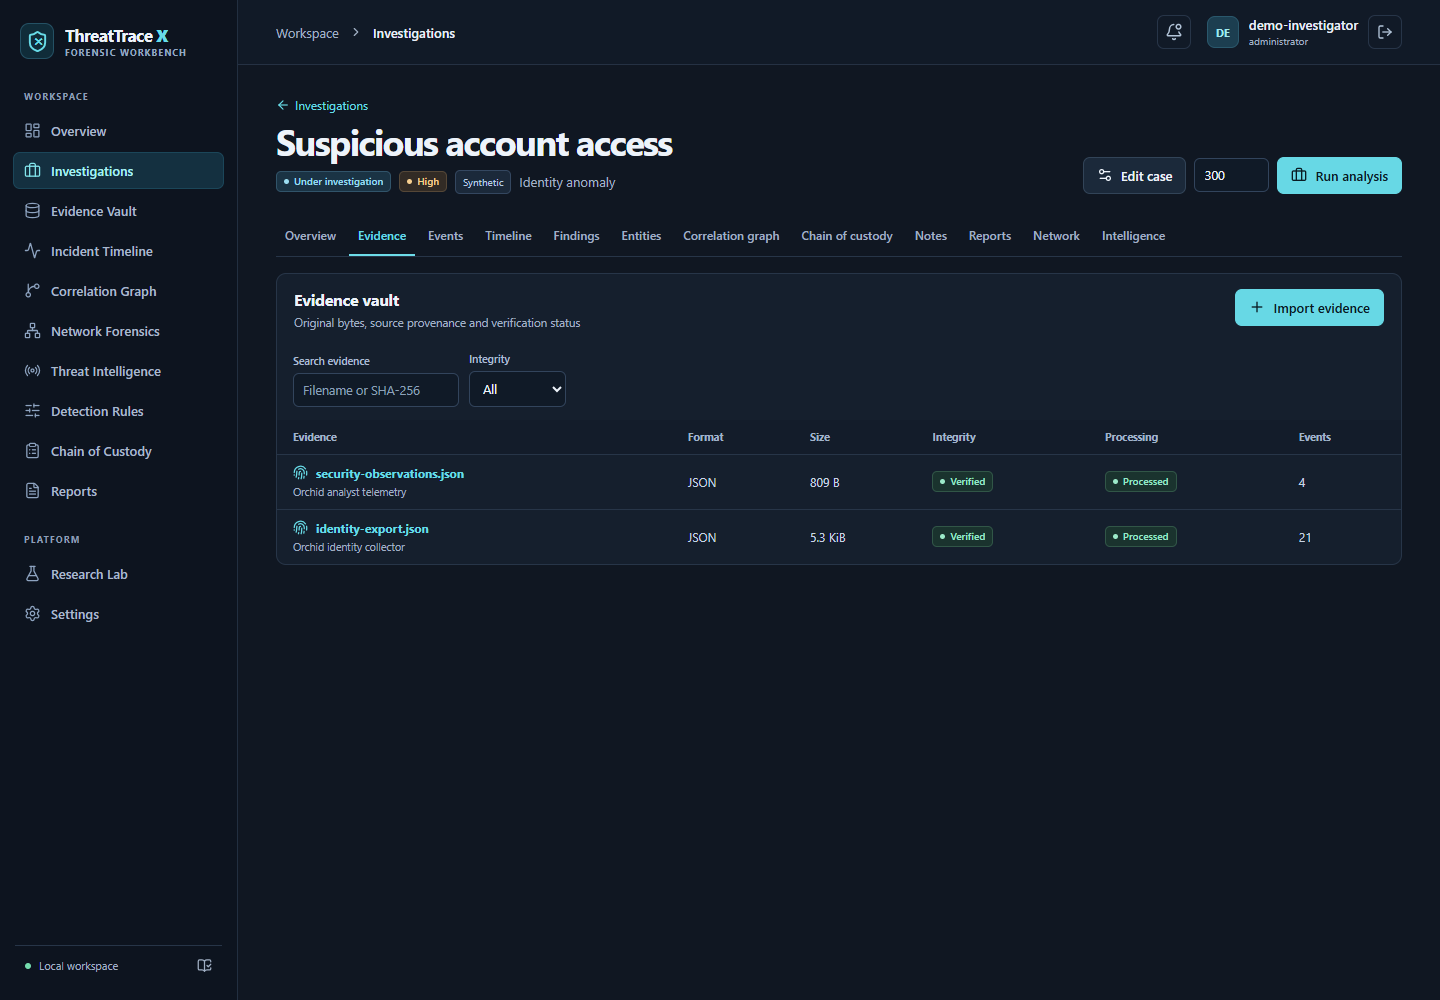 ThreatTrace X
FORENSIC WORKBENCH
WORKSPACE
Overview
Investigations
Evidence Vault
Incident Timeline
Correlation Graph
Network Forensics
Threat Intelligence
Detection Rules
Chain of Custody
Reports
PLATFORM
Research Lab
Settings
Local workspace
Workspace > Investigations
DE
demo-investigator
administrator
← Investigations
Suspicious account access
Under investigation High Synthetic Identity anomaly
Edit case
300
Run analysis
Overview Evidence Events Timeline Findings Entities Correlation graph Chain of custody Notes Reports Network Intelligence
Evidence vault
Original bytes, source provenance and verification status
+ Import evidence
Search evidence
Filename or SHA-256
Integrity
All
Evidence Format Size Integrity Processing Events
security-observations.json JSON 809 B Verified Processed 4
Orchid analyst telemetry
identity-export.json JSON 5.3 KiB Verified Processed 21
Orchid identity collector